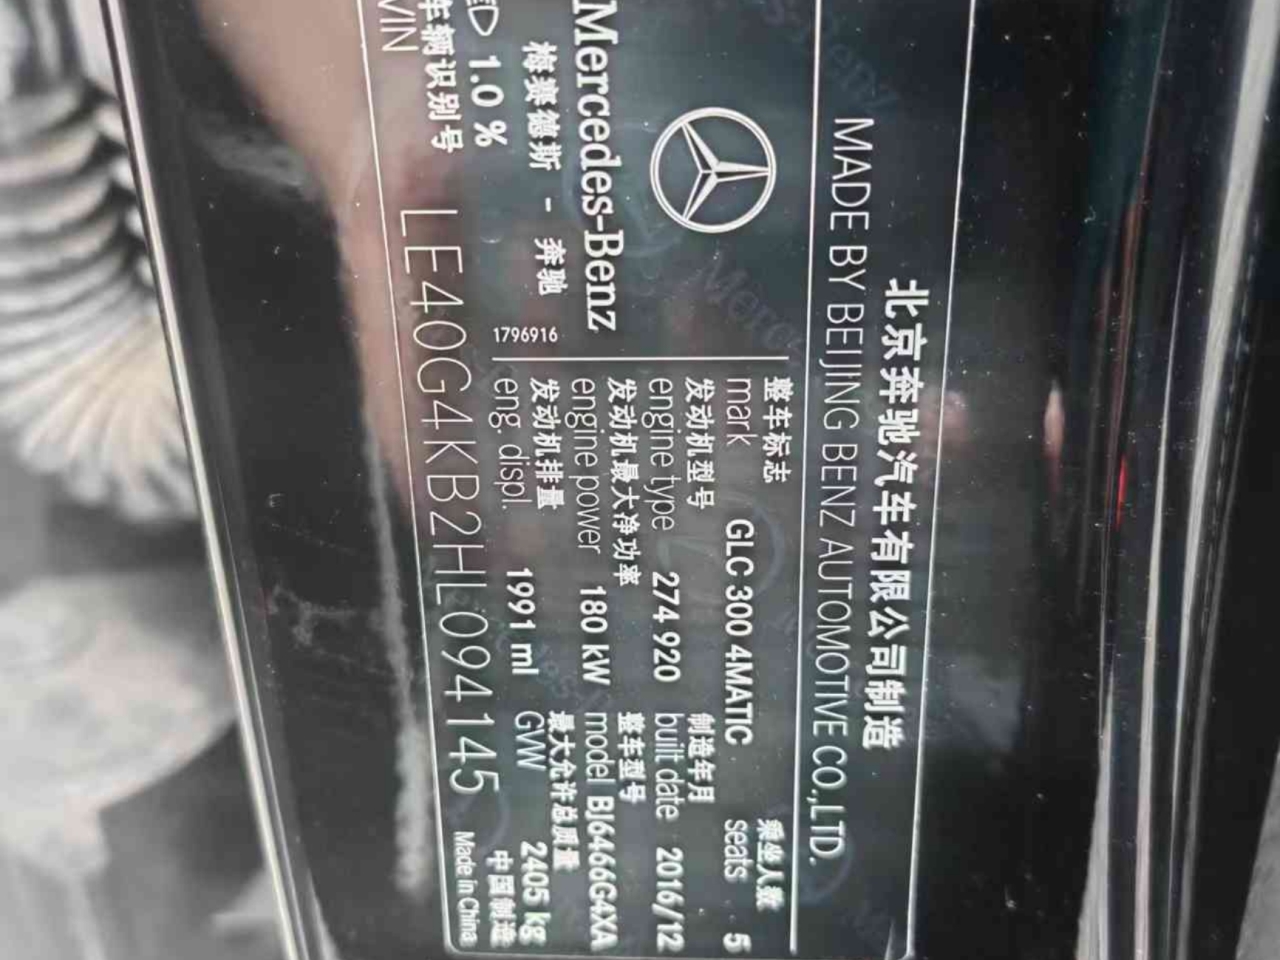 北京奔驰汽车有限公司制造
MADE BY BEIJING BENZ AUTOMOTIVE CO.,LTD.
整车标志 乘坐人数
mark GLC 300 4MATIC seats 5
发动机型号 制造年月
engine type 274 920 built date 2016/12
发动机最大净功率 整车型号
engine power 180 kW model BJ6466G4XA
发动机排量 最大允许总质量
eng. displ. 1991 ml GW 2405 kg
Mercedes-Benz
梅赛德斯 - 奔驰
1796916
1.0 %
中国制造
Made in China
车辆识别号
VIN LE40G4KB2HL094145